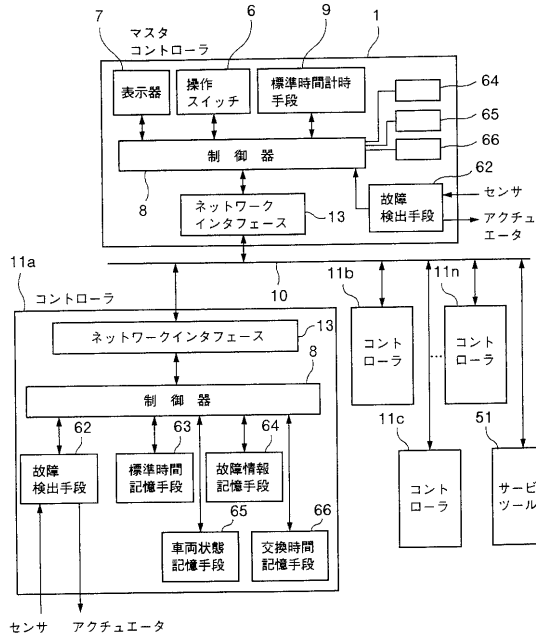 7
6
9
マスタ
コントローラ
1
表示器
操作
スイッチ
標準時間計時
手段
64
65
66
制 御 器
8
62
故障
検出手段
センサ
アクチュ
エータ
ネットワーク
インタフェース
13
11a
コントローラ
10
11b
11n
ネットワークインタフェース
13
コント
ローラ
…
コント
ローラ
制 御 器
8
62
63
64
11c
51
故障
検出手段
標準時間
記憶手段
故障情報
記憶手段
コント
ローラ
サービス
ツール
65
66
車両状態
記憶手段
交換時間
記憶手段
センサ
アクチュエータ